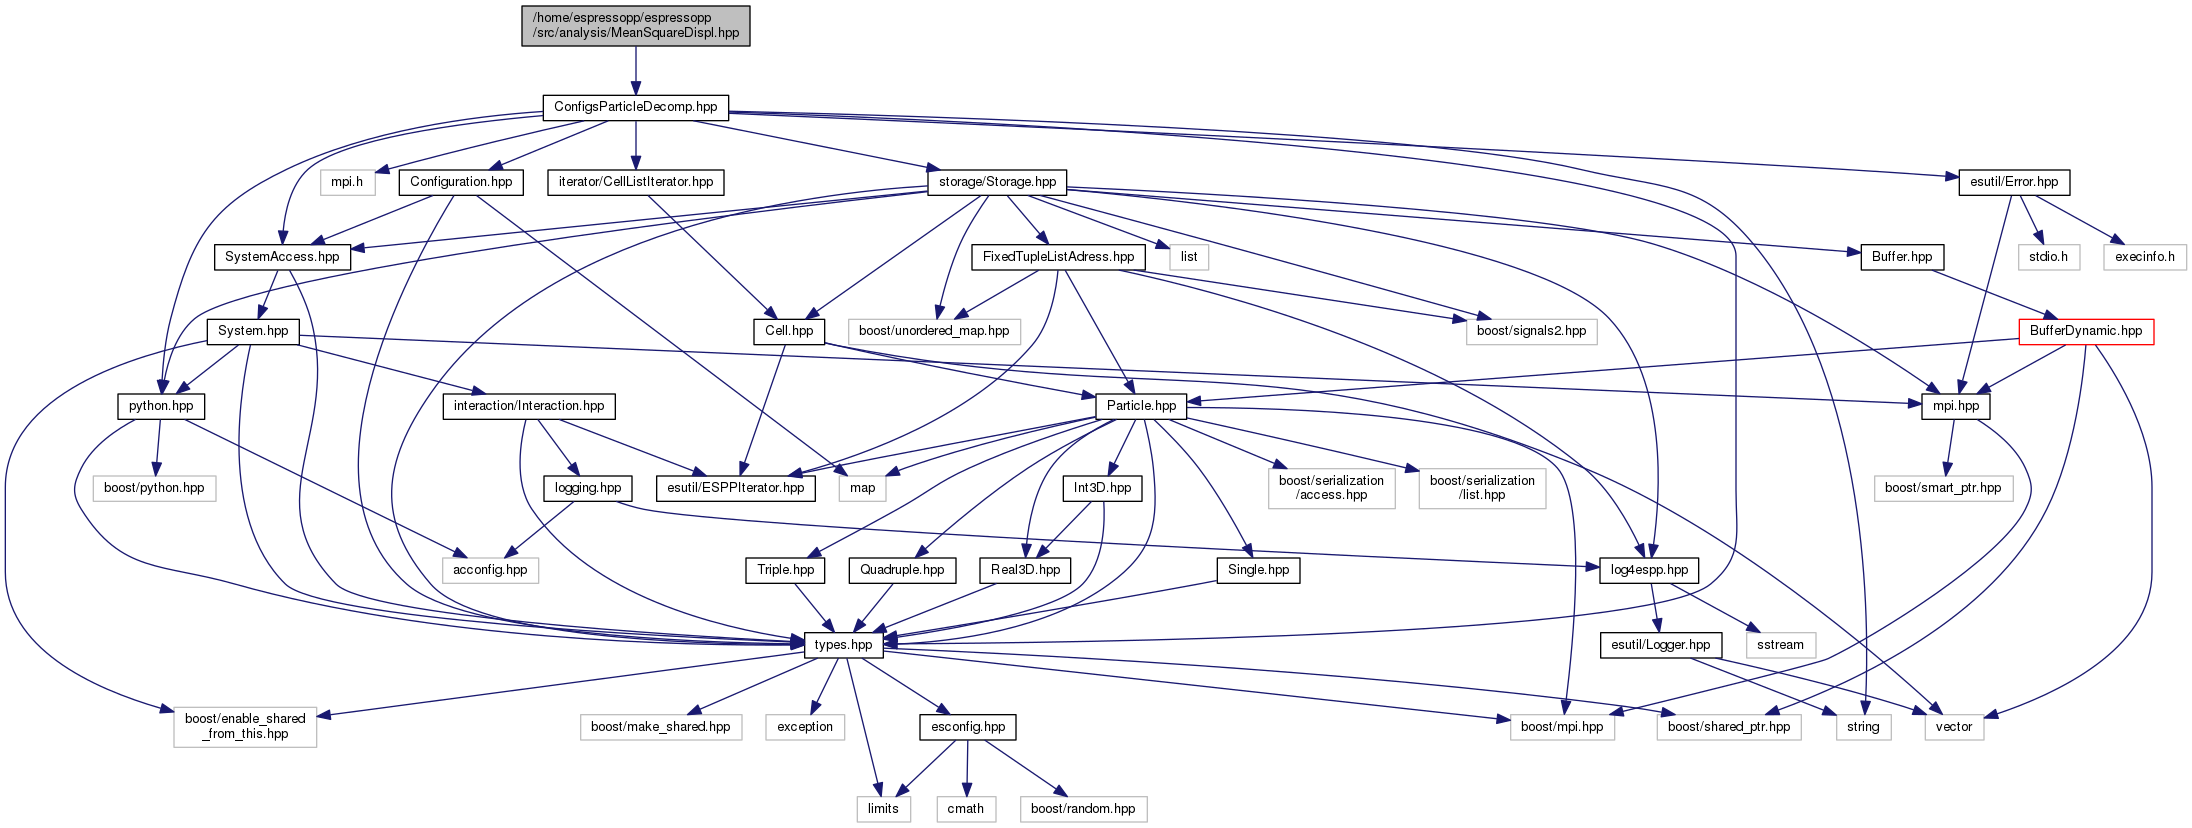 /home/espressopp/espressopp
/src/analysis/MeanSquareDispl.hpp
ConfigsParticleDecomp.hpp
mpi.h
Configuration.hpp
iterator/CellListIterator.hpp
storage/Storage.hpp
esutil/Error.hpp
SystemAccess.hpp
FixedTupleListAdress.hpp
list
Buffer.hpp
stdio.h
execinfo.h
System.hpp
Cell.hpp
boost/unordered_map.hpp
boost/signals2.hpp
BufferDynamic.hpp
python.hpp
interaction/Interaction.hpp
Particle.hpp
mpi.hpp
boost/python.hpp
logging.hpp
esutil/ESPPIterator.hpp
map
Int3D.hpp
boost/serialization
/access.hpp
boost/serialization
/list.hpp
boost/smart_ptr.hpp
acconfig.hpp
Triple.hpp
Quadruple.hpp
Real3D.hpp
Single.hpp
log4espp.hpp
types.hpp
esutil/Logger.hpp
sstream
boost/enable_shared
_from_this.hpp
boost/make_shared.hpp
exception
esconfig.hpp
boost/mpi.hpp
boost/shared_ptr.hpp
string
vector
limits
cmath
boost/random.hpp